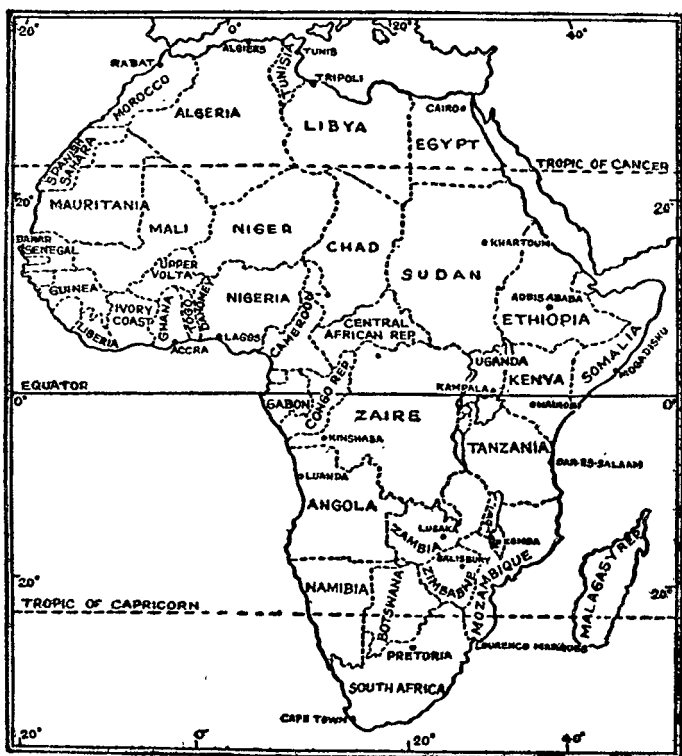 20° 0° 20° 40°
RABAT
ALGIERS
TUNIS
TUNISIA
TRIPOLI
MOROCCO
ALGERIA
LIBYA
CAIRO
EGYPT
SPANISH
SAHARA
TROPIC OF CANCER
20° 20°
MAURITANIA
MALI
NIGER
CHAD
SUDAN
KHARTOUM
DAKAR
SENEGAL
UPPER
VOLTA
GUINEA
IVORY
COAST
GHANA
TOGO
DAHOMEY
NIGERIA
CAMEROON
LIBERIA
ACCRA
LAGOS
CENTRAL
AFRICAN REP.
ADDIS ABABA
ETHIOPIA
SOMALIA
MOGADISHU
UGANDA
KENYA
KAMPALA
NAIROBI
EQUATOR
0° 0°
GABON
CONGO REP.
ZAIRE
KINSHASA
TANZANIA
DAR-ES-SALAAM
LUANDA
ANGOLA
ZAMBIA
LUSAKA
ZOMBA
SALISBURY
ZIMBABWE
MOZAMBIQUE
MALAGASY REP.
NAMIBIA
BOTSWANA
20° 20°
TROPIC OF CAPRICORN
LOURENCO MARQUES
PRETORIA
SOUTH AFRICA
CAPE TOWN
20° 0° 20° 40°